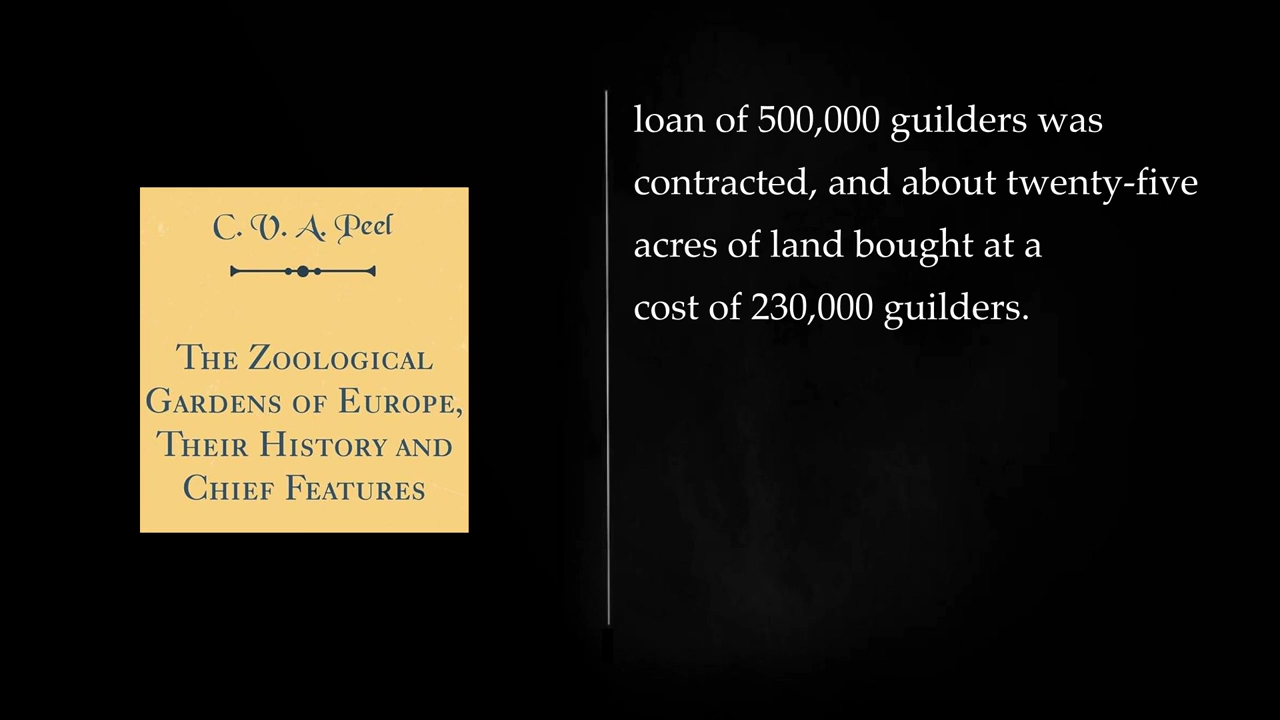 C. V. A. Peel
The Zoological
Gardens of Europe,
Their History and
Chief Features
loan of 500,000 guilders was
contracted, and about twenty-five
acres of land bought at a
cost of 230,000 guilders.